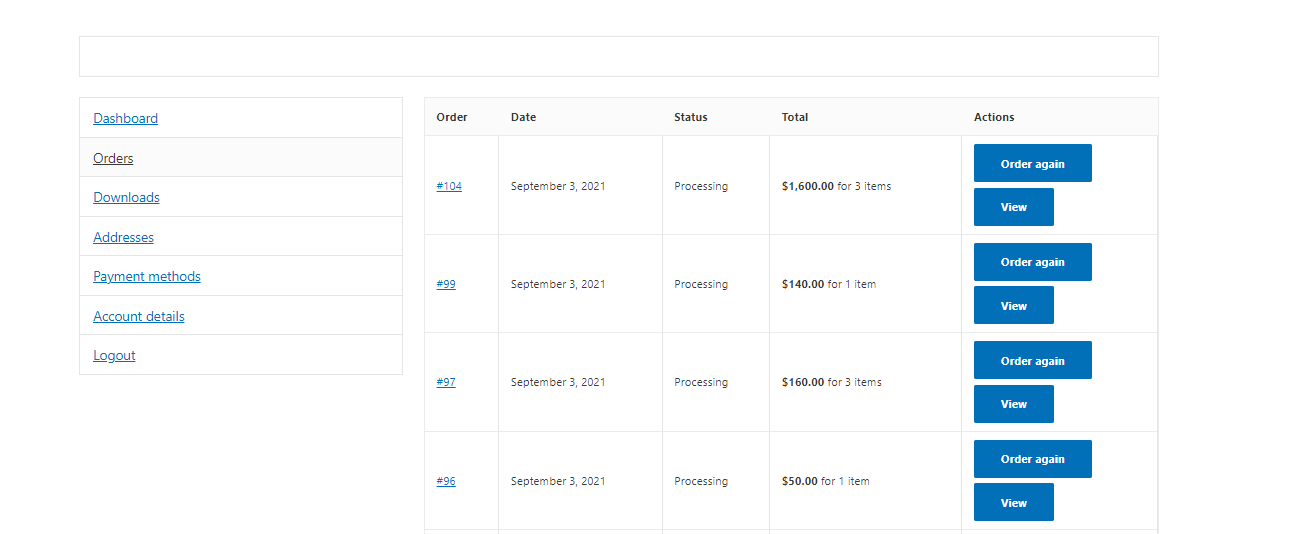 Dashboard
Orders
Downloads
Addresses
Payment methods
Account details
Logout
Order Date Status Total Actions
#104 September 3, 2021 Processing $1,600.00 for 3 items Order again
View
#99 September 3, 2021 Processing $140.00 for 1 item Order again
View
#97 September 3, 2021 Processing $160.00 for 3 items Order again
View
#96 September 3, 2021 Processing $50.00 for 1 item Order again
View